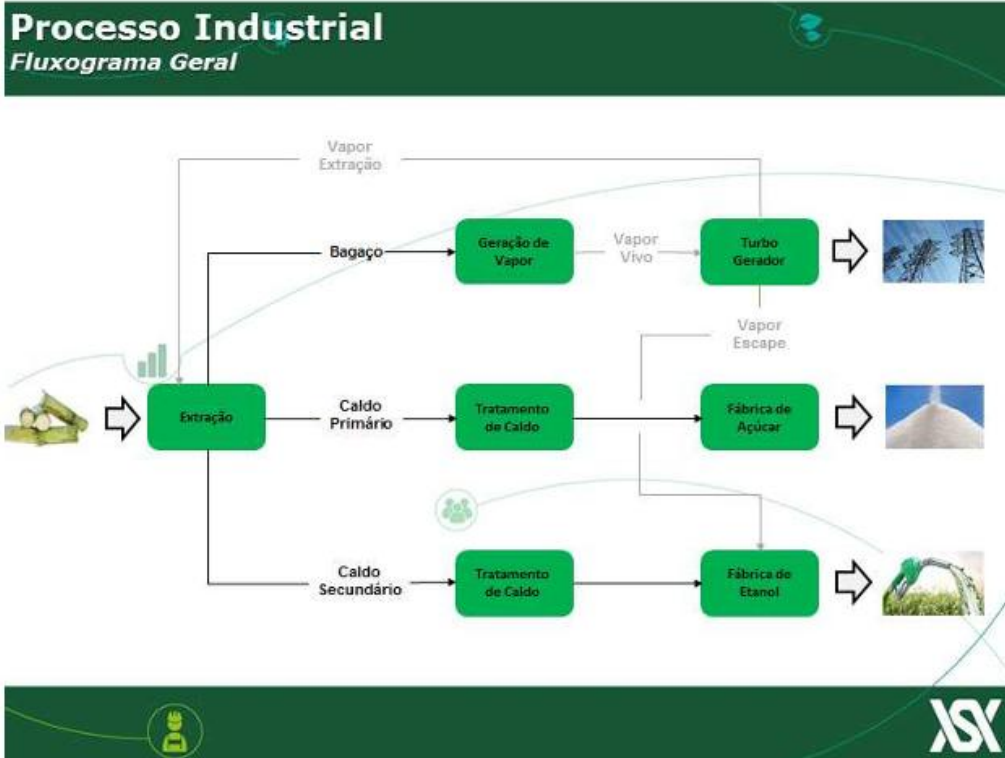 Processo Industrial
Fluxograma Geral
Vapor
Extração
Bagaço
Geração de
Vapor
Vapor
Vivo
Turbo
Gerador
Vapor
Escape
Extração
Caldo
Primário
Tratamento
de Caldo
Fábrica de
Açúcar
Caldo
Secundário
Tratamento
de Caldo
Fábrica de
Etanol